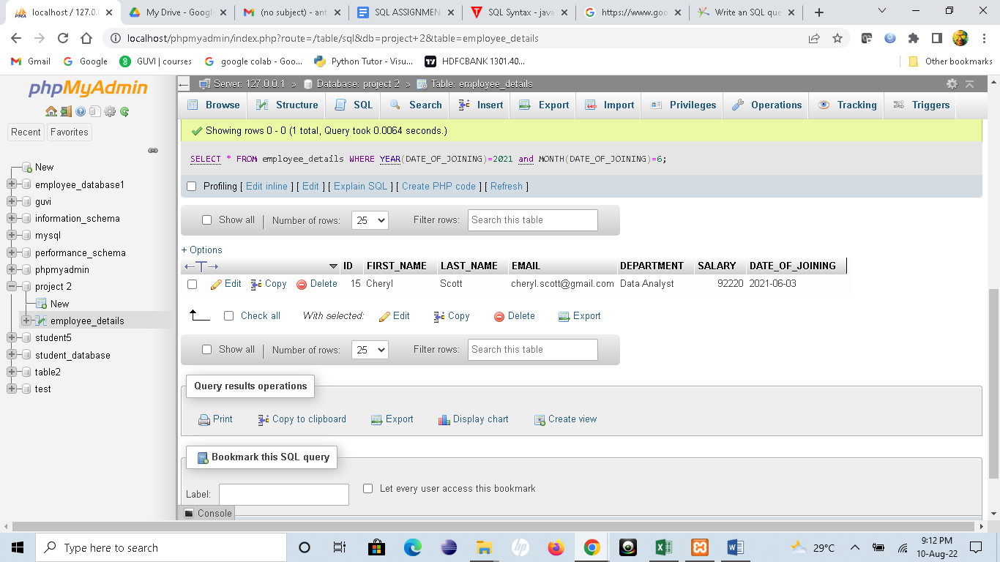 localhost / 127.0.
My Drive - Googl
(no subject) - ant
SQL ASSIGNMEN
SQL Syntax - java
https://www.goo
Write an SQL que
localhost/phpmyadmin/index.php?route=/table/sql&db=project+2&table=employee_details
Gmail
Google
GUVI | courses
google colab - Goo...
Python Tutor - Visu...
HDFCBANK 1301.40...
Other bookmarks
phpMyAdmin
Recent
Favorites
New
employee_database1
guvi
information_schema
mysql
performance_schema
phpmyadmin
project 2
New
employee_details
student5
student_database
table2
test
Server: 127.0.0.1 » Database: project 2 » Table: employee_details
Browse Structure SQL Search Insert Export Import Privileges Operations Tracking Triggers
Showing rows 0 - 0 (1 total, Query took 0.0064 seconds.)
SELECT * FROM employee_details WHERE YEAR(DATE_OF_JOINING)=2021 and MONTH(DATE_OF_JOINING)=6;
Profiling [ Edit inline ] [ Edit ] [ Explain SQL ] [ Create PHP code ] [ Refresh ]
Show all | Number of rows: 25 Filter rows: Search this table
+ Options
ID FIRST_NAME LAST_NAME EMAIL DEPARTMENT SALARY DATE_OF_JOINING
Edit Copy Delete 15 Cheryl Scott cheryl.scott@gmail.com Data Analyst 92220 2021-06-03
Check all With selected: Edit Copy Delete Export
Show all | Number of rows: 25 Filter rows: Search this table
Query results operations
Print Copy to clipboard Export Display chart Create view
Bookmark this SQL query
Label: Let every user access this bookmark
Console
Type here to search
hp
29°C
9:12 PM
10-Aug-22